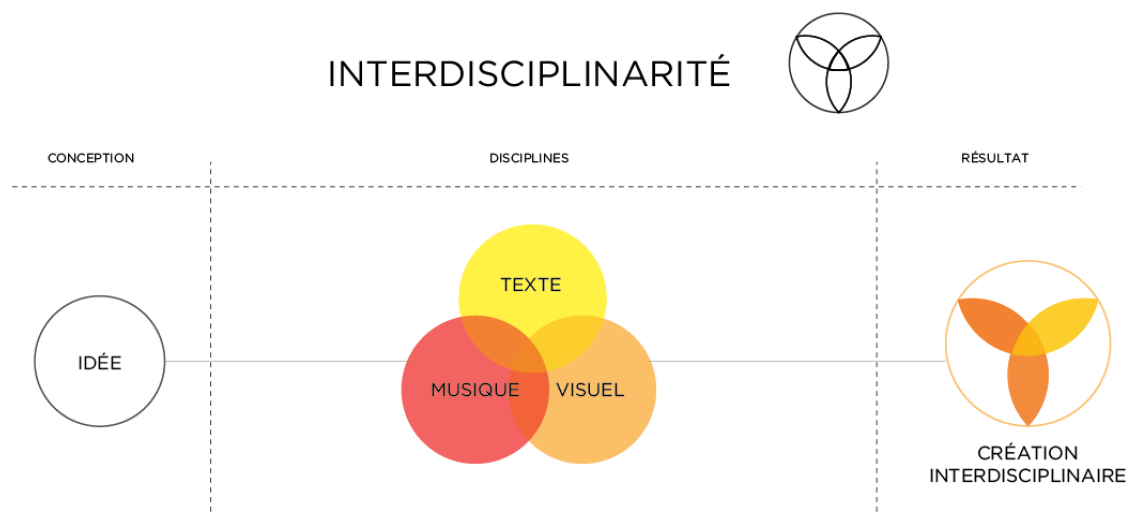 INTERDISCIPLINARITÉ
CONCEPTION
DISCIPLINES
RÉSULTAT
IDÉE
TEXTE
MUSIQUE
VISUEL
CRÉATION
INTERDISCIPLINAIRE